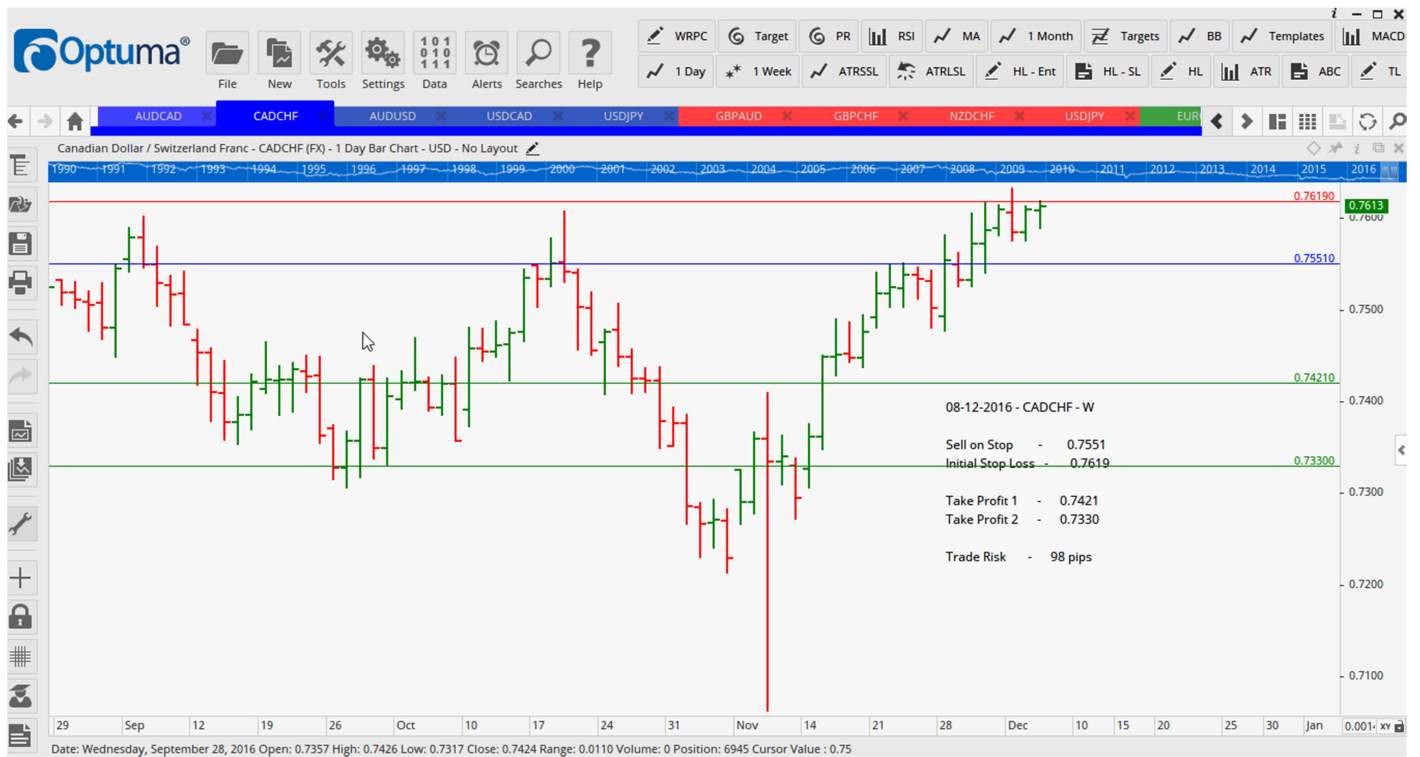 i
Optuma®
File New Tools Settings Data Alerts Searches Help
101
010
111
WRPC Target PR RSI MA 1 Month Targets BB Templates MACD
1 Day 1 Week ATRSSL ATRLSL HL - Ent HL - SL HL ATR ABC TL
AUDCAD CADCHF AUDUSD USDCAD USDJPY GBPAUD GBPCHF NZDCHF USDJPY EUR
Canadian Dollar / Switzerland Franc - CADCHF (FX) - 1 Day Bar Chart - USD - No Layout
1990 1991 1992 1993 1994 1995 1996 1997 1998 1999 2000 2001 2002 2003 2004 2005 2006 2007 2008 2009 2010 2011 2012 2013 2014 2015 2016
0.76190
0.7613
0.7600
0.75510
0.7500
0.74210
0.7400
08-12-2016 - CADCHF - W
Sell on Stop - 0.7551
Initial Stop Loss - 0.7619
0.73300
0.7300
Take Profit 1 - 0.7421
Take Profit 2 - 0.7330
Trade Risk - 98 pips
0.7200
0.7100
29 Sep 12 19 26 Oct 10 17 24 31 Nov 14 21 28 Dec 10 15 20 25 30 Jan XY
Date: Wednesday, September 28, 2016 Open: 0.7357 High: 0.7426 Low: 0.7317 Close: 0.7424 Range: 0.0110 Volume: 0 Position: 6945 Cursor Value : 0.75